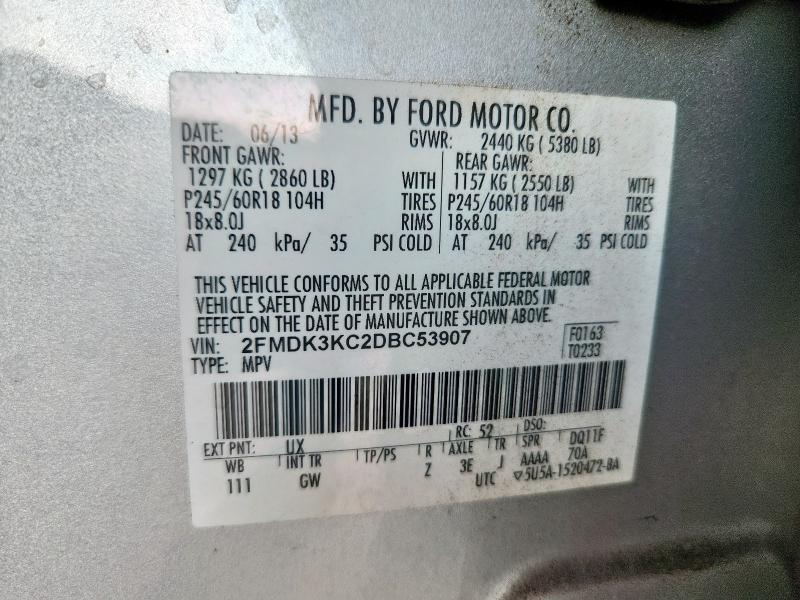 MFD. BY FORD MOTOR CO.
DATE: 06/13 GVWR: 2440 KG ( 5380 LB)
FRONT GAWR: REAR GAWR:
1297 KG ( 2860 LB) WITH 1157 KG ( 2550 LB) WITH
P245/60R18 104H TIRES P245/60R18 104H TIRES
18x8.0J RIMS 18x8.0J RIMS
AT 240 kPa/ 35 PSI COLD AT 240 kPa/ 35 PSI COLD
THIS VEHICLE CONFORMS TO ALL APPLICABLE FEDERAL MOTOR
VEHICLE SAFETY AND THEFT PREVENTION STANDARDS IN
EFFECT ON THE DATE OF MANUFACTURE SHOWN ABOVE.
VIN: 2FMDK3KC2DBC53907 F0163
TYPE: MPV T0233
EXT PNT: UX RC: 52 DSO:
WB INT TR TP/PS R AXLE TR SPR DQ11F
111 GW Z 3E J AAAA 70A
UTC ▽5U5A-1520472-BA